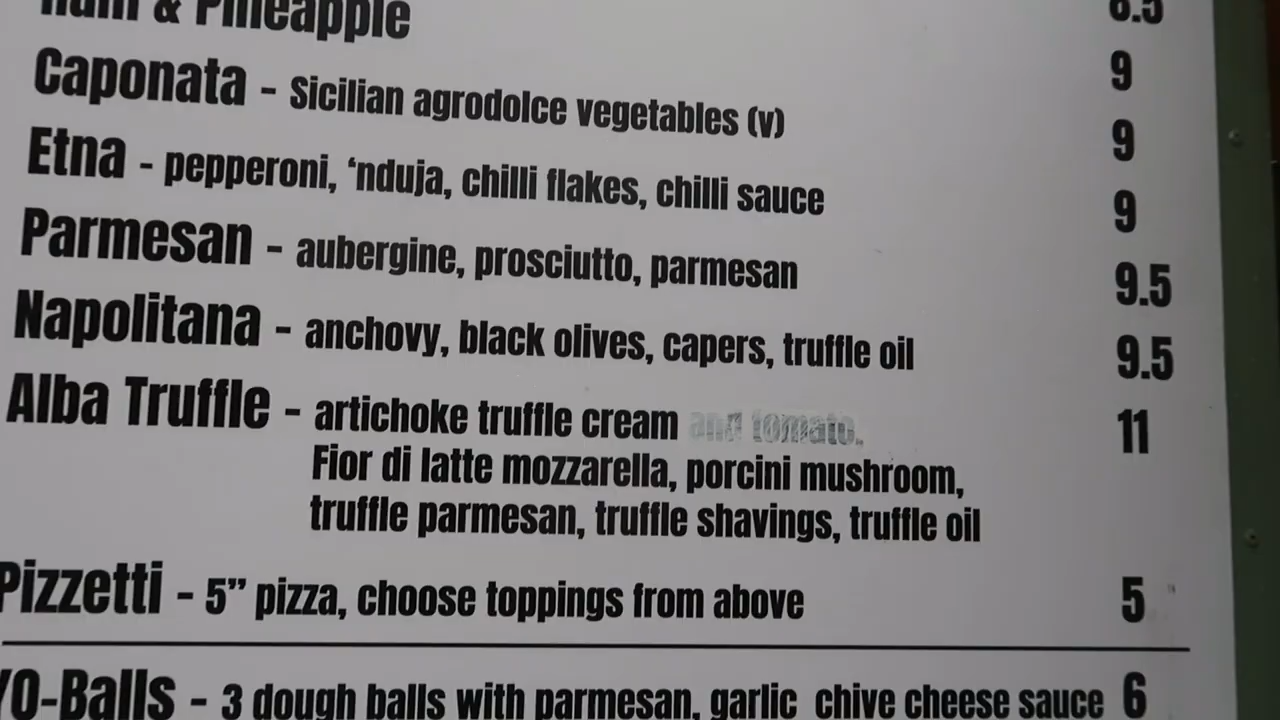 Ham & Pineapple 9
Caponata - Sicilian agrodolce vegetables (v) 9
Etna - pepperoni, ‘nduja, chilli flakes, chilli sauce 9
Parmesan - aubergine, prosciutto, parmesan 9.5
Napolitana - anchovy, black olives, capers, truffle oil 9.5
Alba Truffle - artichoke truffle cream and tomato. 11
Fior di latte mozzarella, porcini mushroom,
truffle parmesan, truffle shavings, truffle oil
Pizzetti - 5” pizza, choose toppings from above 5
YO-Balls - 3 dough balls with parmesan, garlic chive cheese sauce 6